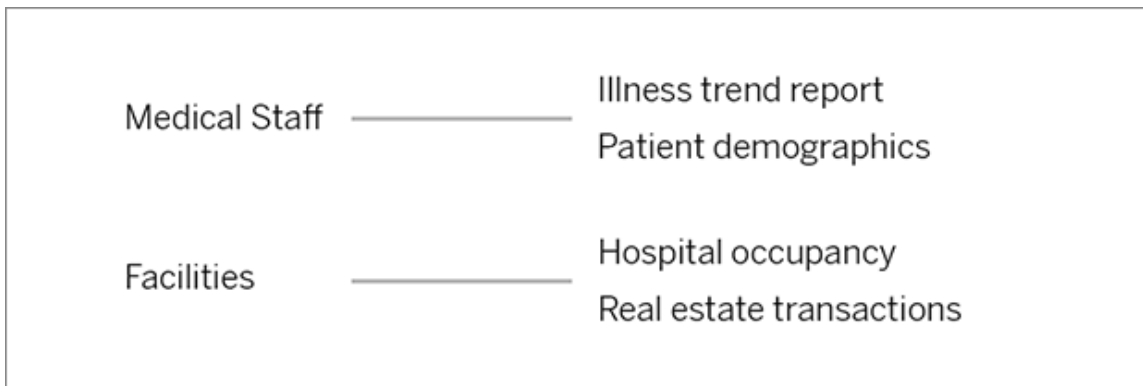 Medical Staff
Illness trend report
Patient demographics
Facilities
Hospital occupancy
Real estate transactions